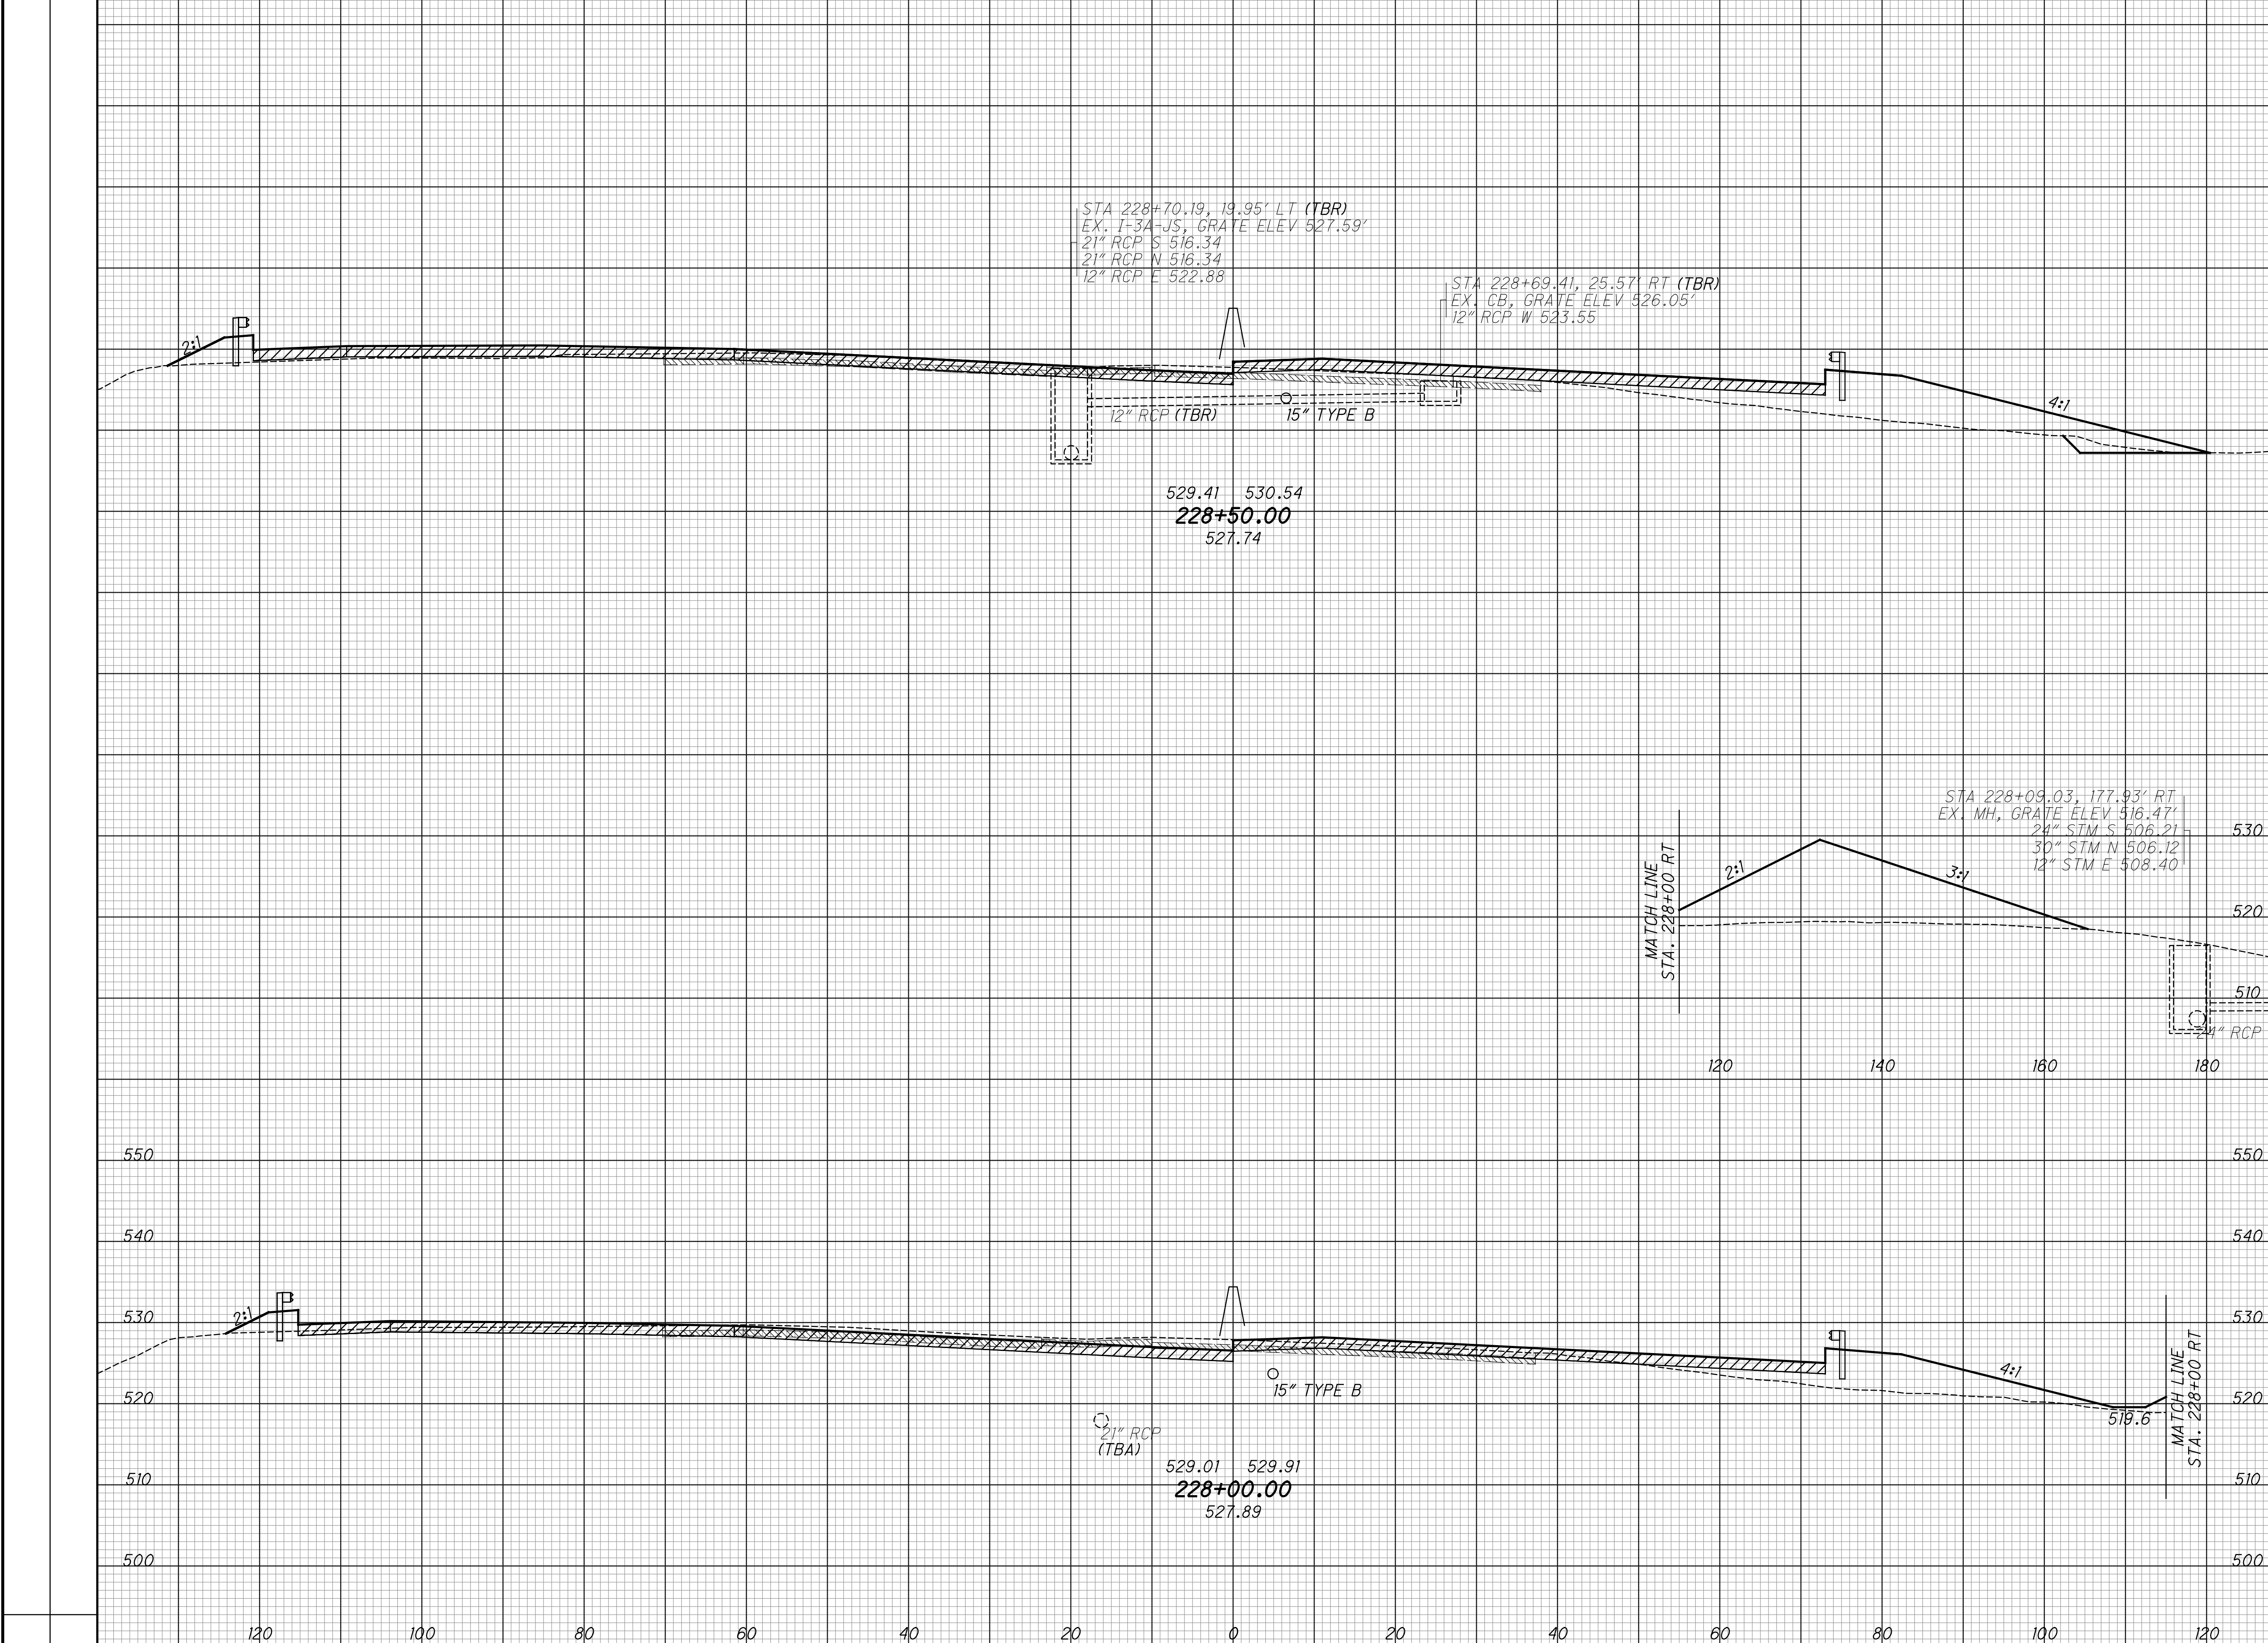 STA 228+70.19, 19.95' LT (TBR)
EX. I-3A-JS, GRATE ELEV 527.59'
21" RCP S 516.34
21" RCP N 516.34
12" RCP E 522.88
STA 228+69.41, 25.57' RT (TBR)
EX. CB, GRATE ELEV 526.05'
12" RCP W 523.55
2:1
4:1
12" RCP (TBR)
15" TYPE B
529.41 530.54
228+50.00
527.74
STA 228+09.03, 177.93' RT
EX. MH, GRATE ELEV 516.47'
24" STM S 506.21
30" STM N 506.12
12" STM E 508.40
530
MATCH LINE
STA. 228+00 RT
2:1
3:1
520
510
24" RCP
120 140 160 180
550 550
540 540
530
2:1
4:1
MATCH LINE
STA. 228+00 RT
520 520
15" TYPE B
519.6
21" RCP
(TBA)
529.01 529.91
510 510
228+00.00
527.89
500 500
120 100 80 60 40 20 0 20 40 60 80 100 120